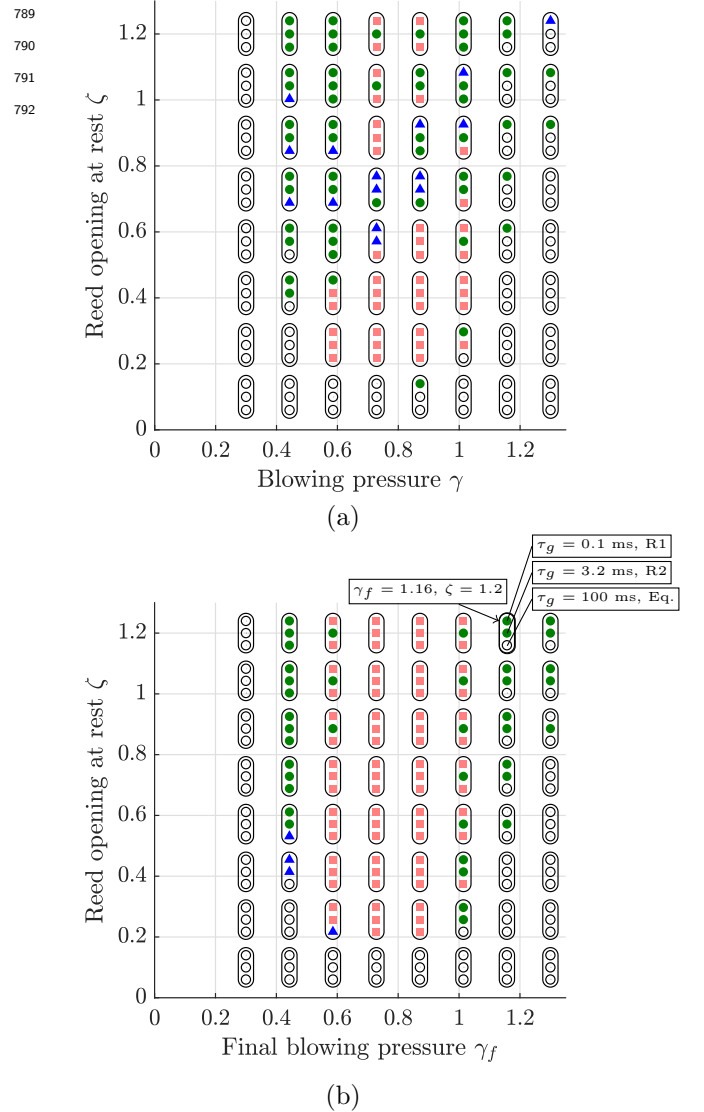 789
790
791
792
1.2
1
0.8
0.6
0.4
0.2
0
Reed opening at rest ζ
0 0.2 0.4 0.6 0.8 1 1.2
Blowing pressure γ
(a)
τg = 0.1 ms, R1
τg = 3.2 ms, R2
γf = 1.16, ζ = 1.2
τg = 100 ms, Eq.
1.2
1
0.8
0.6
0.4
0.2
0
Reed opening at rest ζ
0 0.2 0.4 0.6 0.8 1 1.2
Final blowing pressure γf
(b)